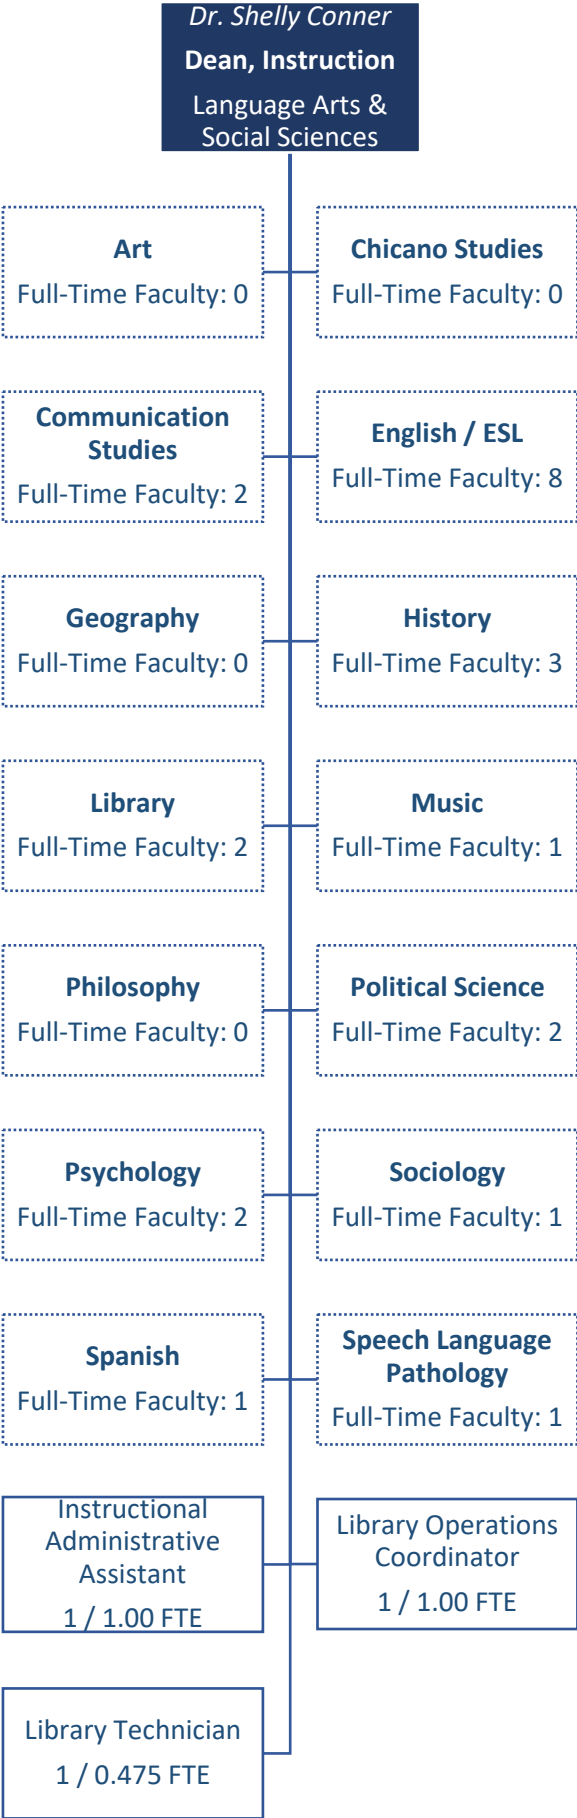 Dr. Shelly Conner
Dean, Instruction
Language Arts &
Social Sciences
Art
Full-Time Faculty: 0
Chicano Studies
Full-Time Faculty: 0
Communication
Studies
Full-Time Faculty: 2
English / ESL
Full-Time Faculty: 8
Geography
Full-Time Faculty: 0
History
Full-Time Faculty: 3
Library
Full-Time Faculty: 2
Music
Full-Time Faculty: 1
Philosophy
Full-Time Faculty: 0
Political Science
Full-Time Faculty: 2
Psychology
Full-Time Faculty: 2
Sociology
Full-Time Faculty: 1
Spanish
Full-Time Faculty: 1
Speech Language
Pathology
Full-Time Faculty: 1
Instructional
Administrative
Assistant
1 / 1.00 FTE
Library Operations
Coordinator
1 / 1.00 FTE
Library Technician
1 / 0.475 FTE